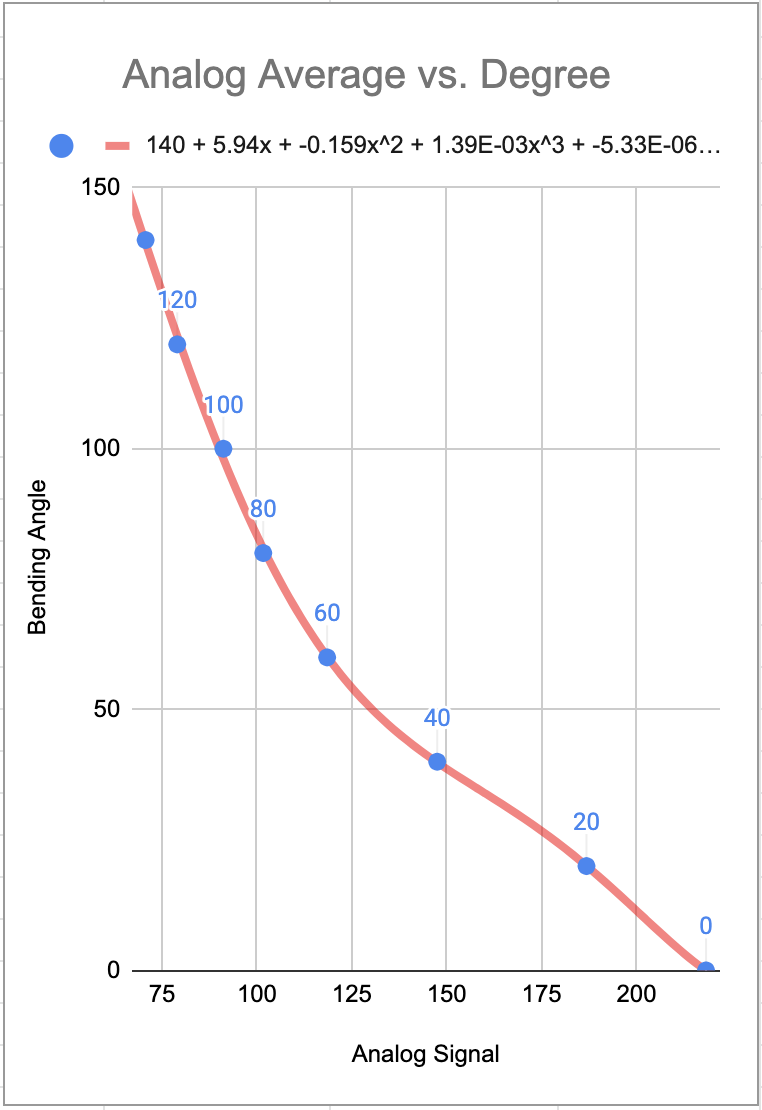 Analog Average vs. Degree
140 + 5.94x + -0.159x^2 + 1.39E-03x^3 + -5.33E-06…
150
120
100
100
80
Bending Angle
60
50
40
20
0
0
75 100 125 150 175 200
Analog Signal